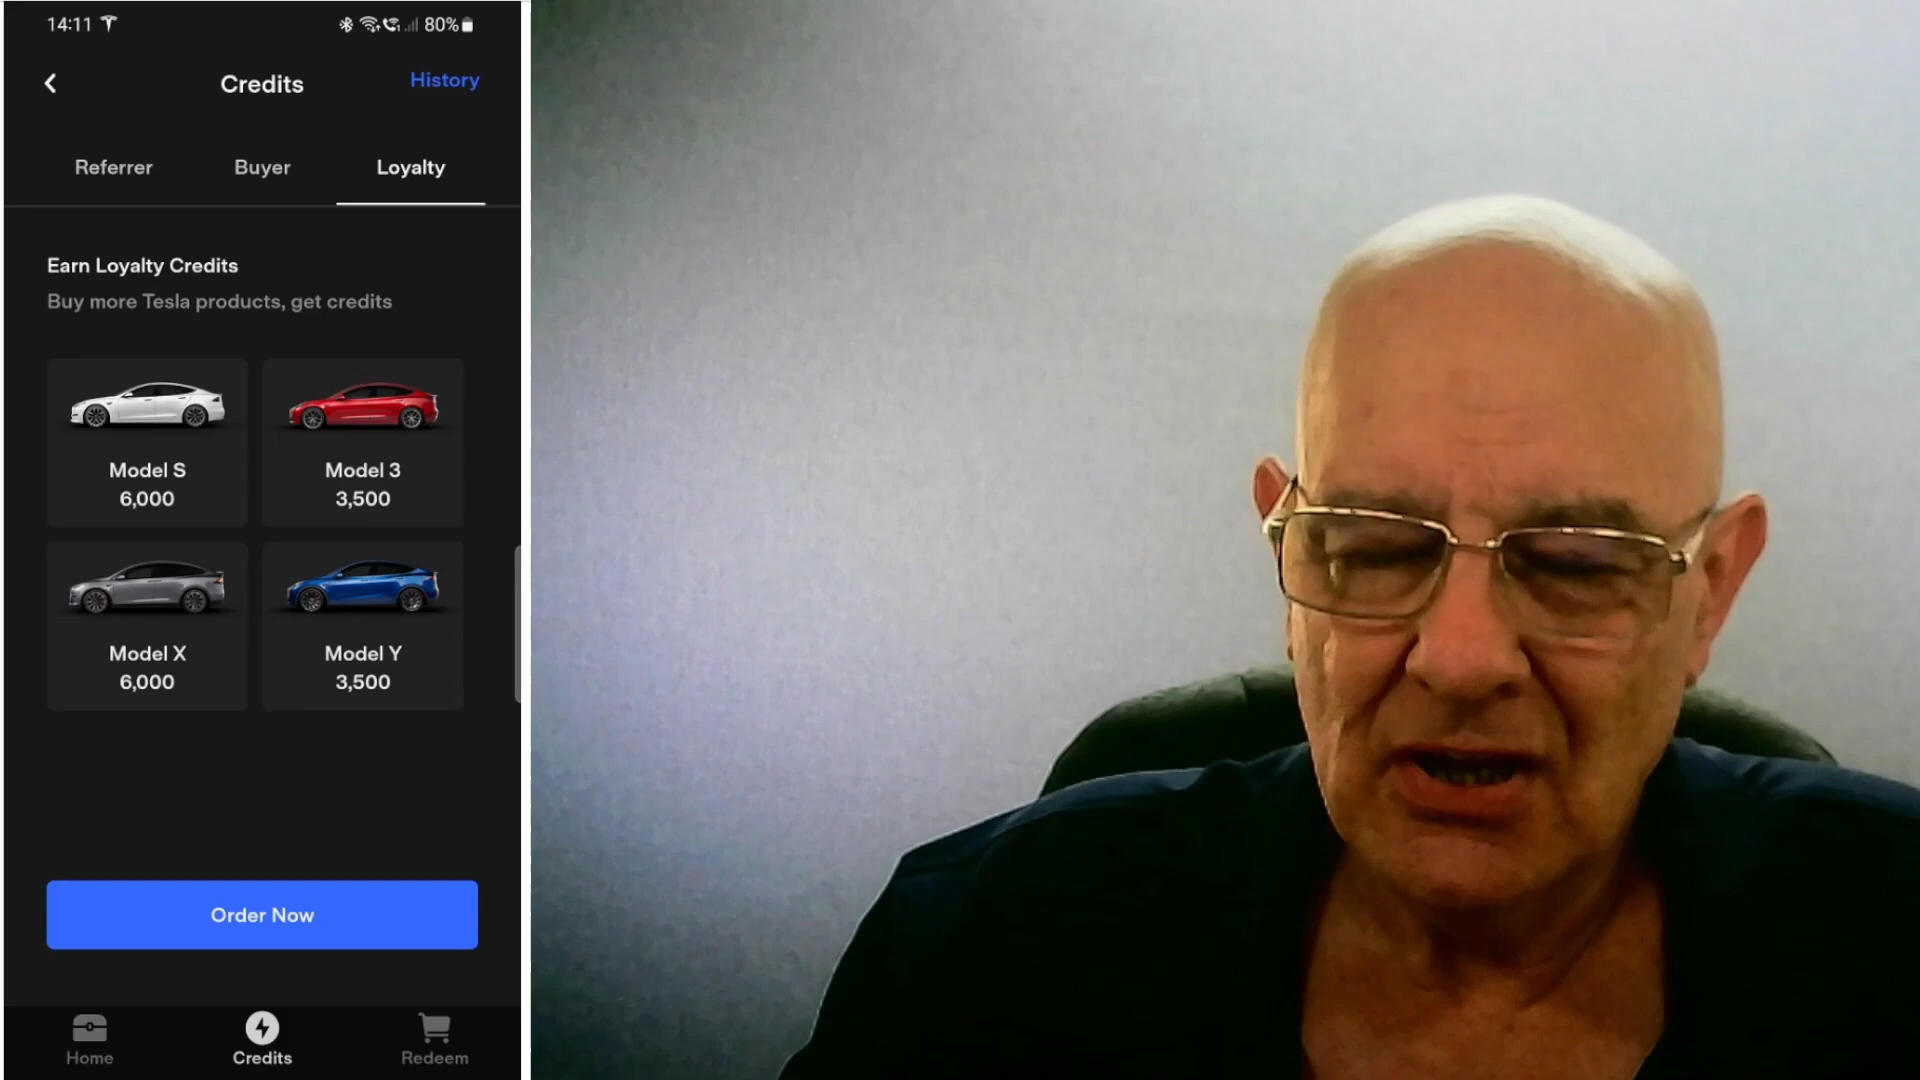 14:11
80%
Credits
History
Referrer
Buyer
Loyalty
Earn Loyalty Credits
Buy more Tesla products, get credits
Model S
6,000
Model 3
3,500
Model X
6,000
Model Y
3,500
Order Now
Home
Credits
Redeem